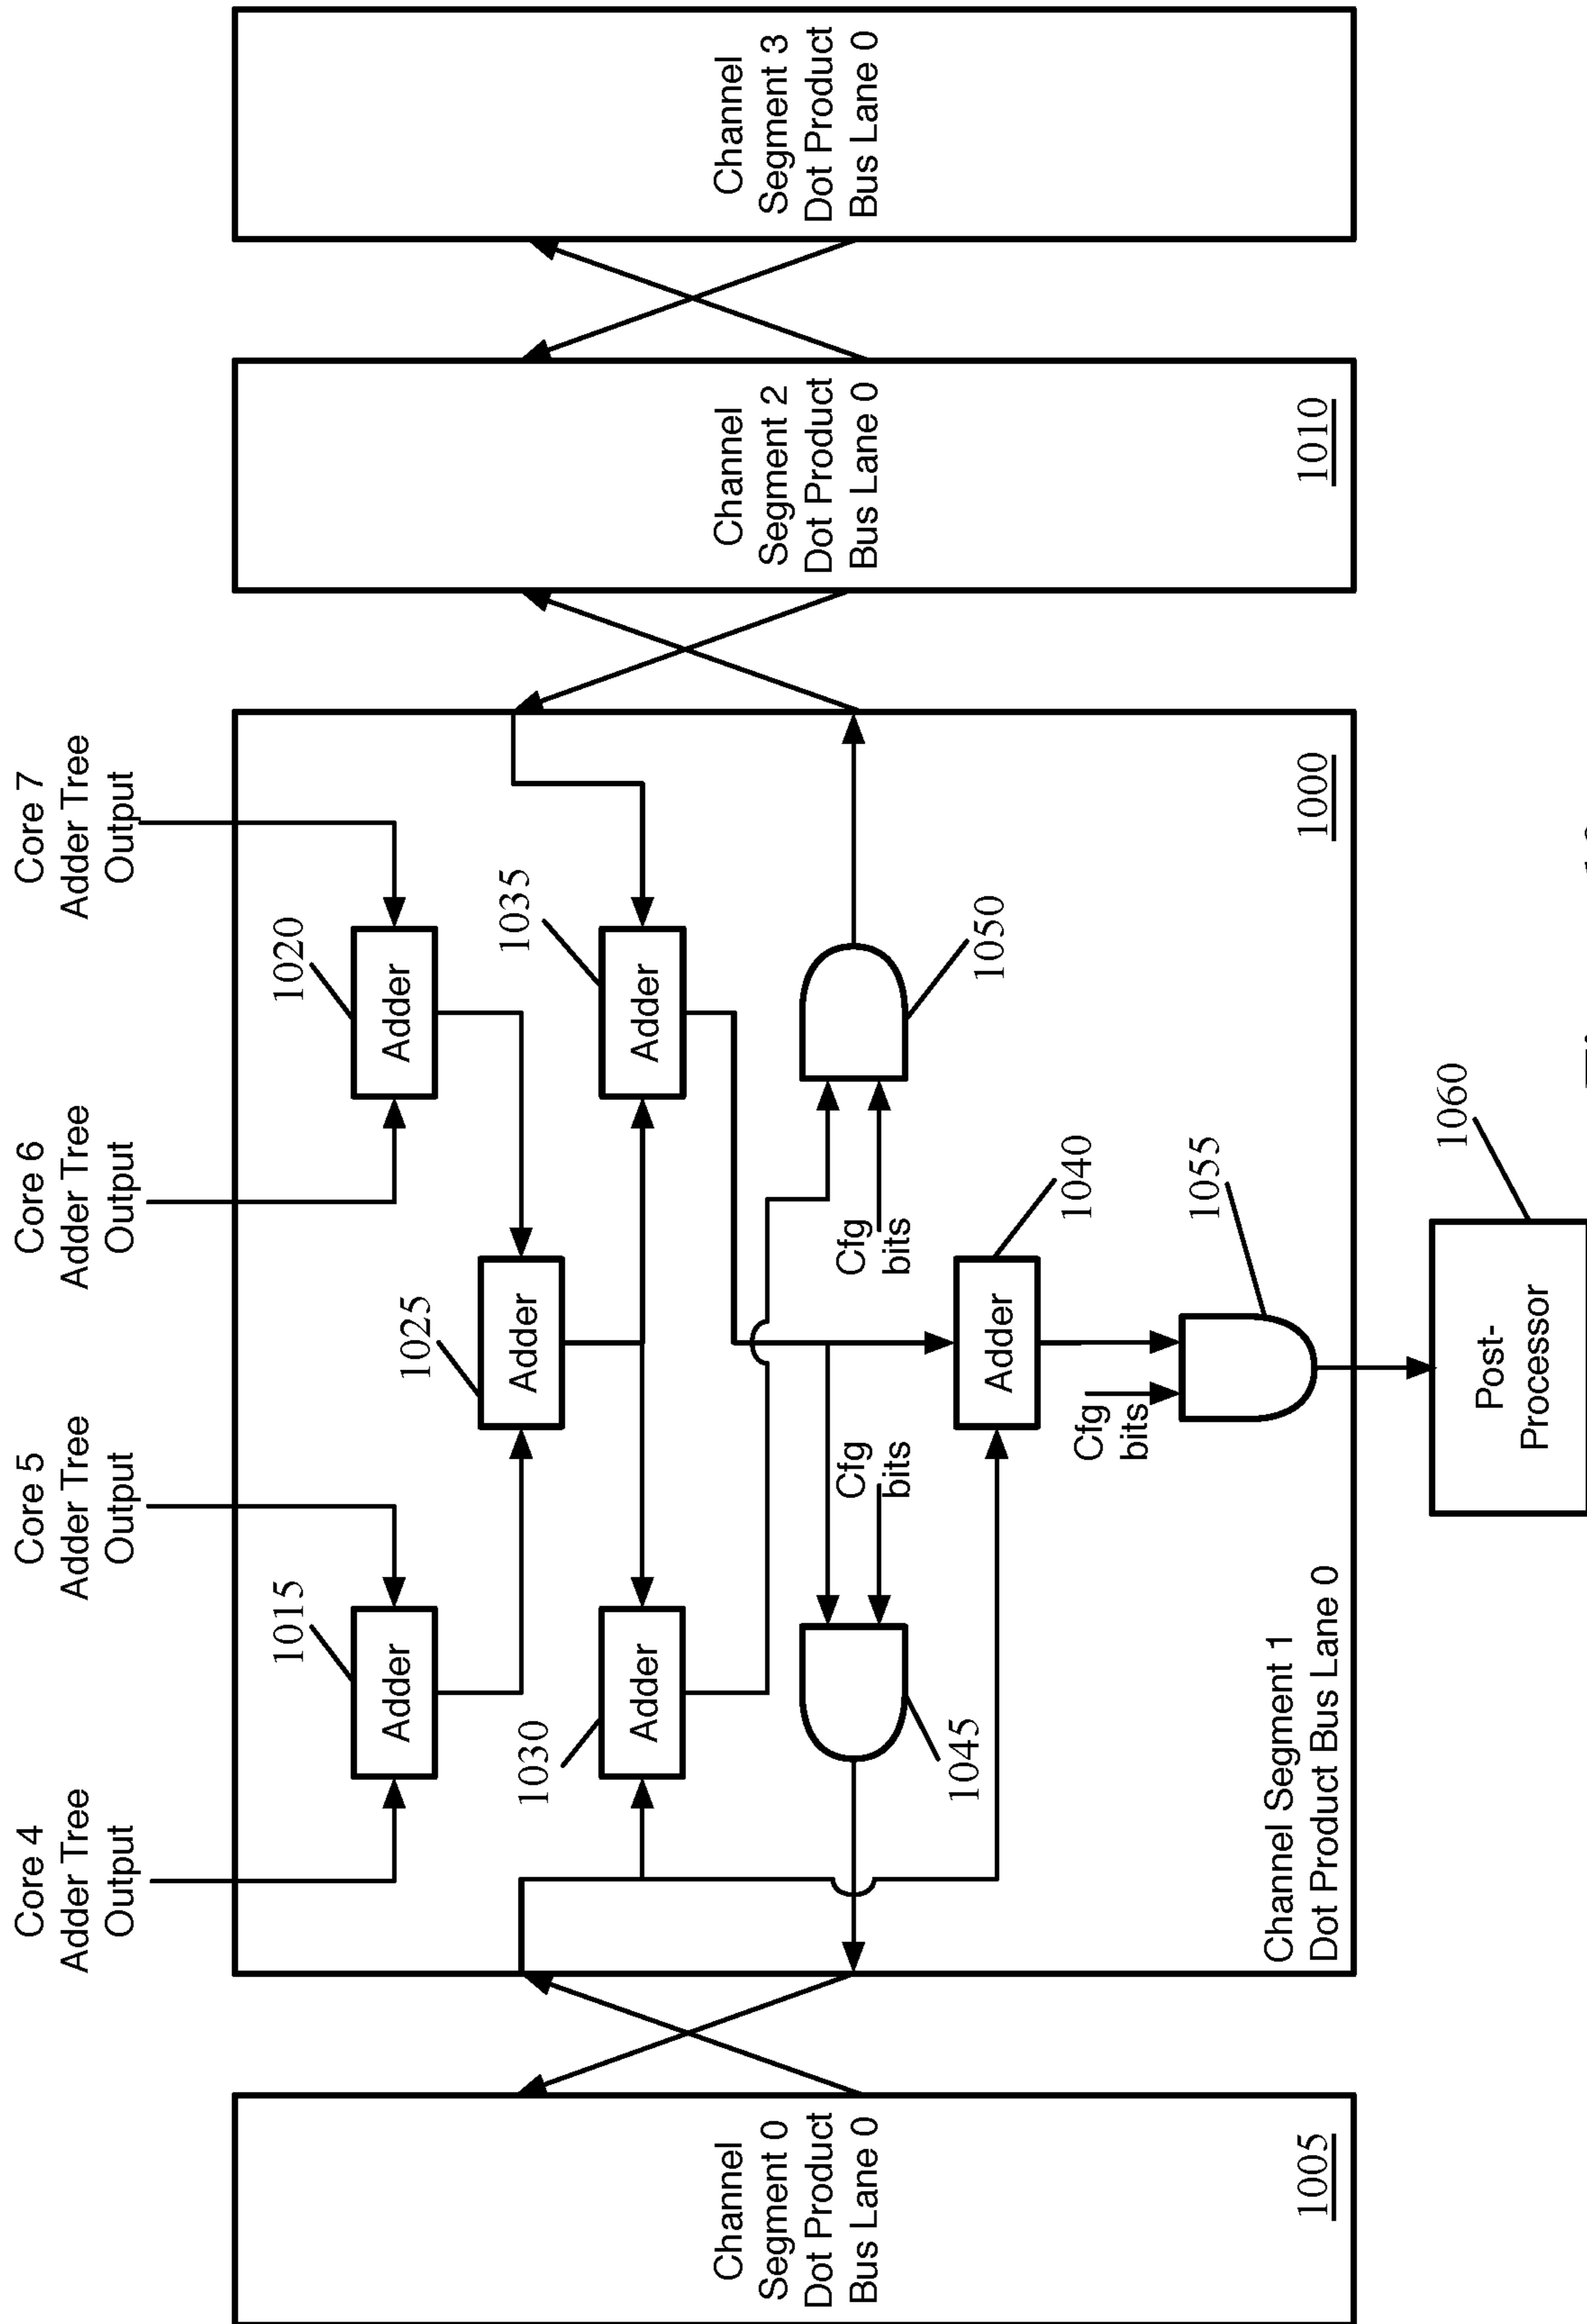 Core 4
Adder Tree
Output
Core 5
Adder Tree
Output
Core 6
Adder Tree
Output
Core 7
Adder Tree
Output
1015
Adder
1020
Adder
1025
Adder
1030
Adder
1035
Adder
Cfg
bits
1045
Cfg
bits
1050
Adder
1040
Cfg
bits
1055
Channel Segment 1
Dot Product Bus Lane 0
1000
Channel
Segment 0
Dot Product
Bus Lane 0
1005
Channel
Segment 2
Dot Product
Bus Lane 0
1010
Channel
Segment 3
Dot Product
Bus Lane 0
Post-
Processor
1060